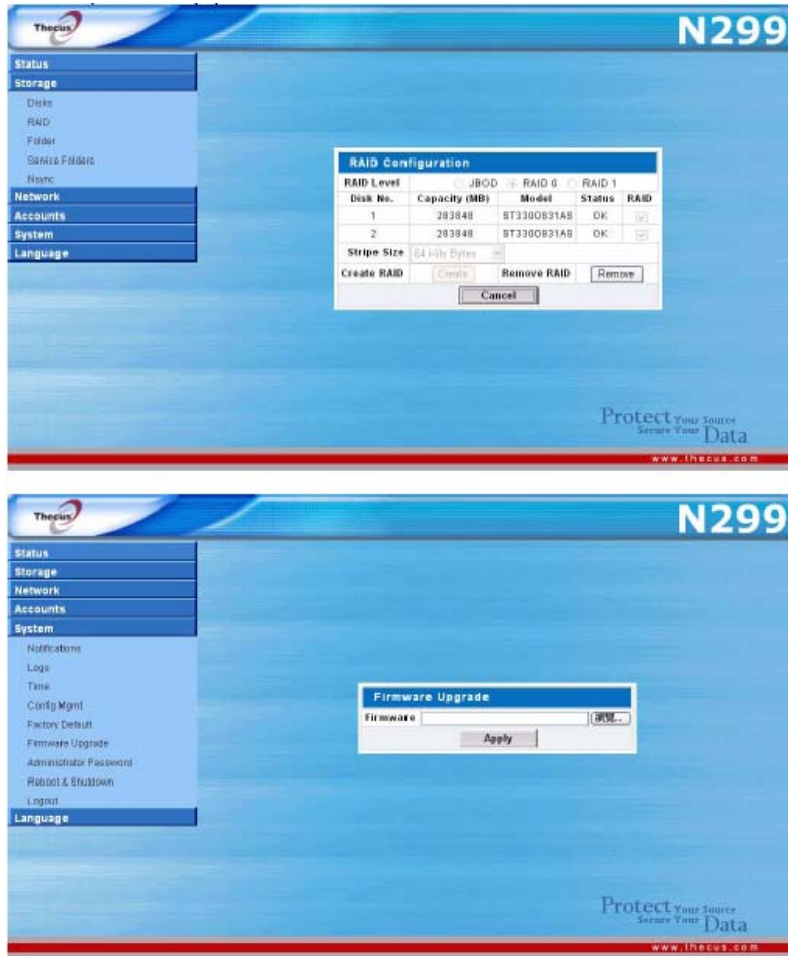 Thecus
N299
Status
Storage
Disks
RAID
Folder
Service Folders
Nsync
Network
Accounts
System
Language
RAID Configuration
RAID Level JBOD RAID 0 RAID 1
Disk No. Capacity (MB) Model Status RAID
1 283848 ST3300831AS OK
2 283848 ST3300831AS OK
Stripe Size 64 Bytes
Create RAID Create Remove RAID Remove
Cancel
Protect Your Source
Secure Your Data
www.thecus.com
Thecus
N299
Status
Storage
Network
Accounts
System
Notifications
Logs
Time
Config Mgmt
Factory Default
Firmware Upgrade
Administrator Password
Reboot & Shutdown
Logout
Language
Firmware Upgrade
Firmware 瀏覽...
Apply
Protect Your Source
Secure Your Data
www.thecus.com